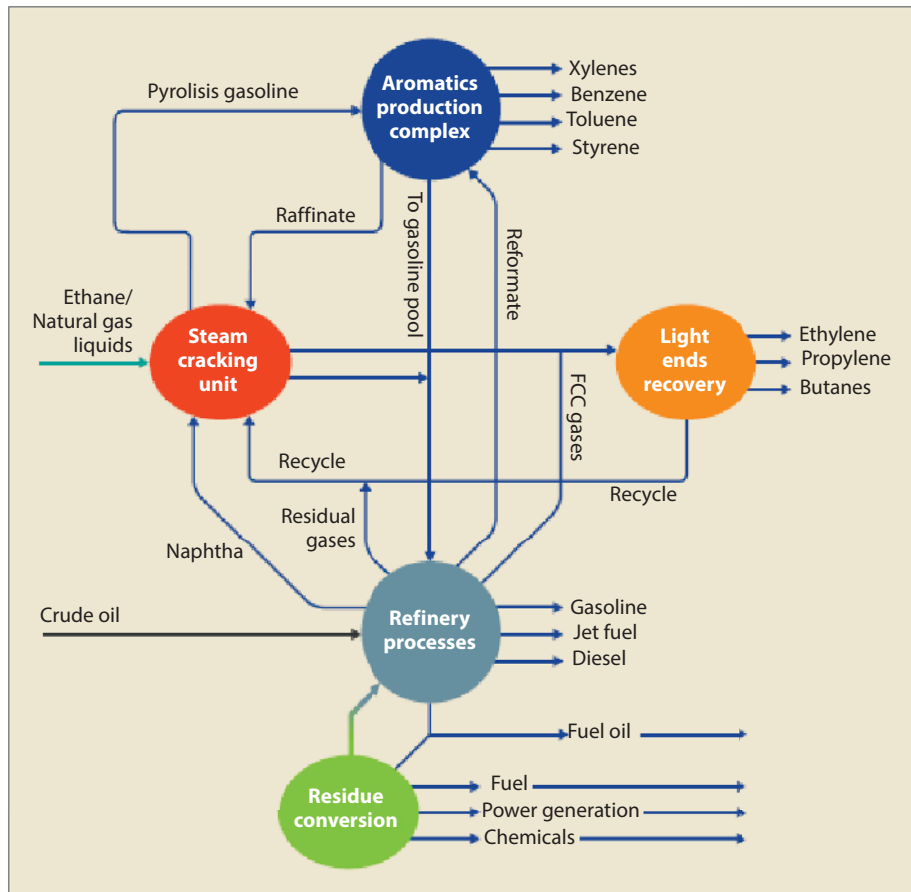 Aromatics
production
complex
Xylenes
Benzene
Toluene
Styrene
Pyrolisis gasoline
Raffinate
To gasoline pool
Reformate
Ethane/
Natural gas
liquids
Steam
cracking
unit
Light
ends
recovery
Ethylene
Propylene
Butanes
FCC gases
Recycle
Recycle
Residual
gases
Naphtha
Crude oil
Refinery
processes
Gasoline
Jet fuel
Diesel
Fuel oil
Residue
conversion
Fuel
Power generation
Chemicals